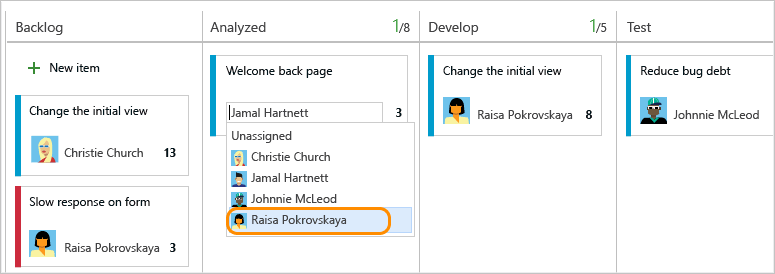 Backlog
Analyzed 1/8
Develop 1/5
Test
+ New item
Change the initial view
Christie Church 13
Slow response on form
Raisa Pokrovskaya 3
Welcome back page
Jamal Hartnett 3
Unassigned
Christie Church
Jamal Hartnett
Johnnie McLeod
Raisa Pokrovskaya
Change the initial view
Raisa Pokrovskaya 8
Reduce bug debt
Johnnie McLeod